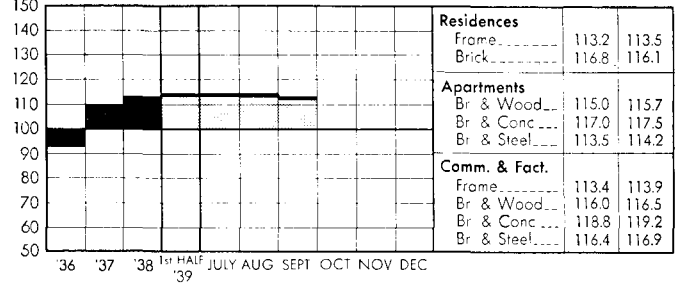 150
140
130
120
110
100
90
80
70
60
50
'36 '37 '38 1st HALF '39 JULY AUG SEPT OCT NOV DEC
Residences
Frame 113.2 113.5
Brick 116.8 116.1
Apartments
Br & Wood 115.0 115.7
Br & Conc 117.0 117.5
Br & Steel 113.5 114.2
Comm. & Fact.
Frame 113.4 113.9
Br & Wood 116.0 116.5
Br & Conc 118.8 119.2
Br & Steel 116.4 116.9